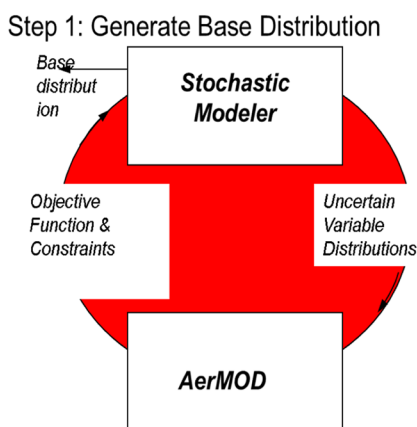 Step 1: Generate Base Distribution
Base
distribut
ion
Stochastic
Modeler
Objective
Function &
Constraints
Uncertain
Variable
Distributions
AerMOD